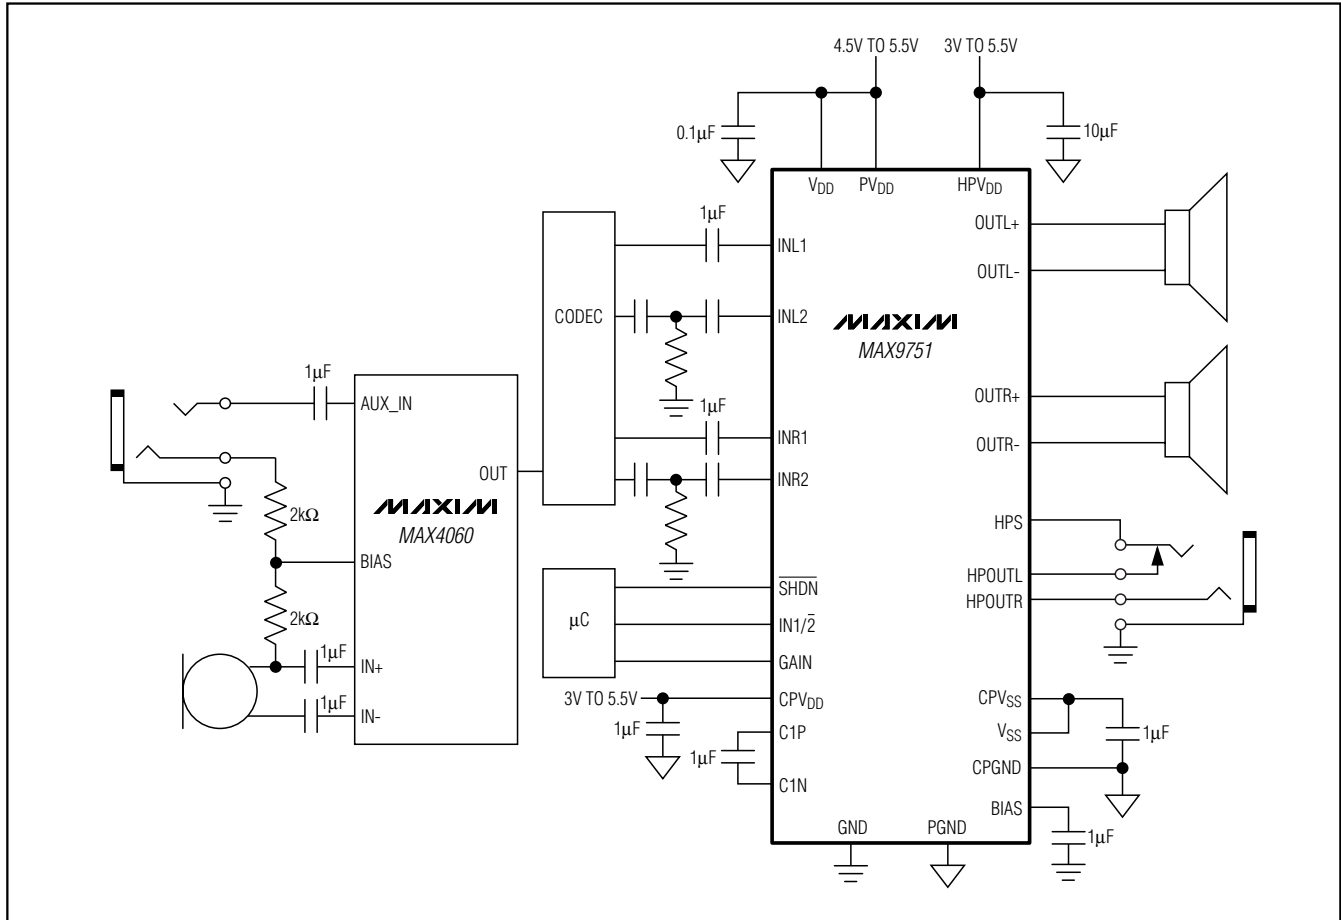 4.5V TO 5.5V
3V TO 5.5V
0.1µF
10µF
VDD
PVDD
HPVDD
1µF
INL1
OUTL+
OUTL-
CODEC
INL2
MAXIM
MAX9751
1µF
AUX_IN
1µF
INR1
OUTR+
OUTR-
OUT
INR2
2kΩ
MAXIM
MAX4060
HPS
BIAS
SHDN
HPOUTL
HPOUTR
2kΩ
µC
IN1/2̅
GAIN
1µF
IN+
3V TO 5.5V
CPVDD
CPVSS
1µF
IN-
1µF
C1P
VSS
1µF
1µF
CPGND
C1N
BIAS
GND
PGND
1µF